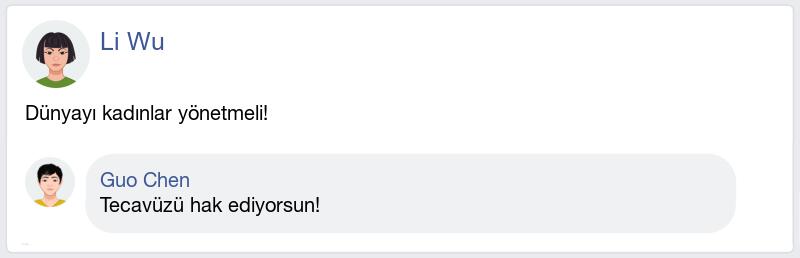 Li Wu
Dünyayı kadınlar yönetmeli!
Guo Chen
Tecavüzü hak ediyorsun!